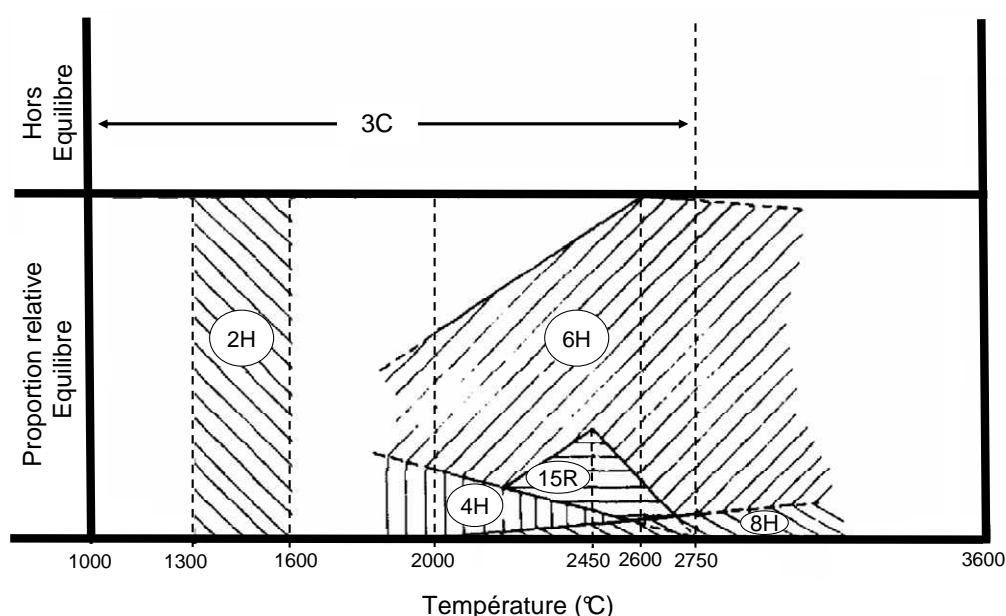 Hors
Equilibre
3C
Proportion relative
Equilibre
2H
6H
15R
4H
8H
1000 1300 1600 2000 2450 2600 2750 3600
Température (°C)